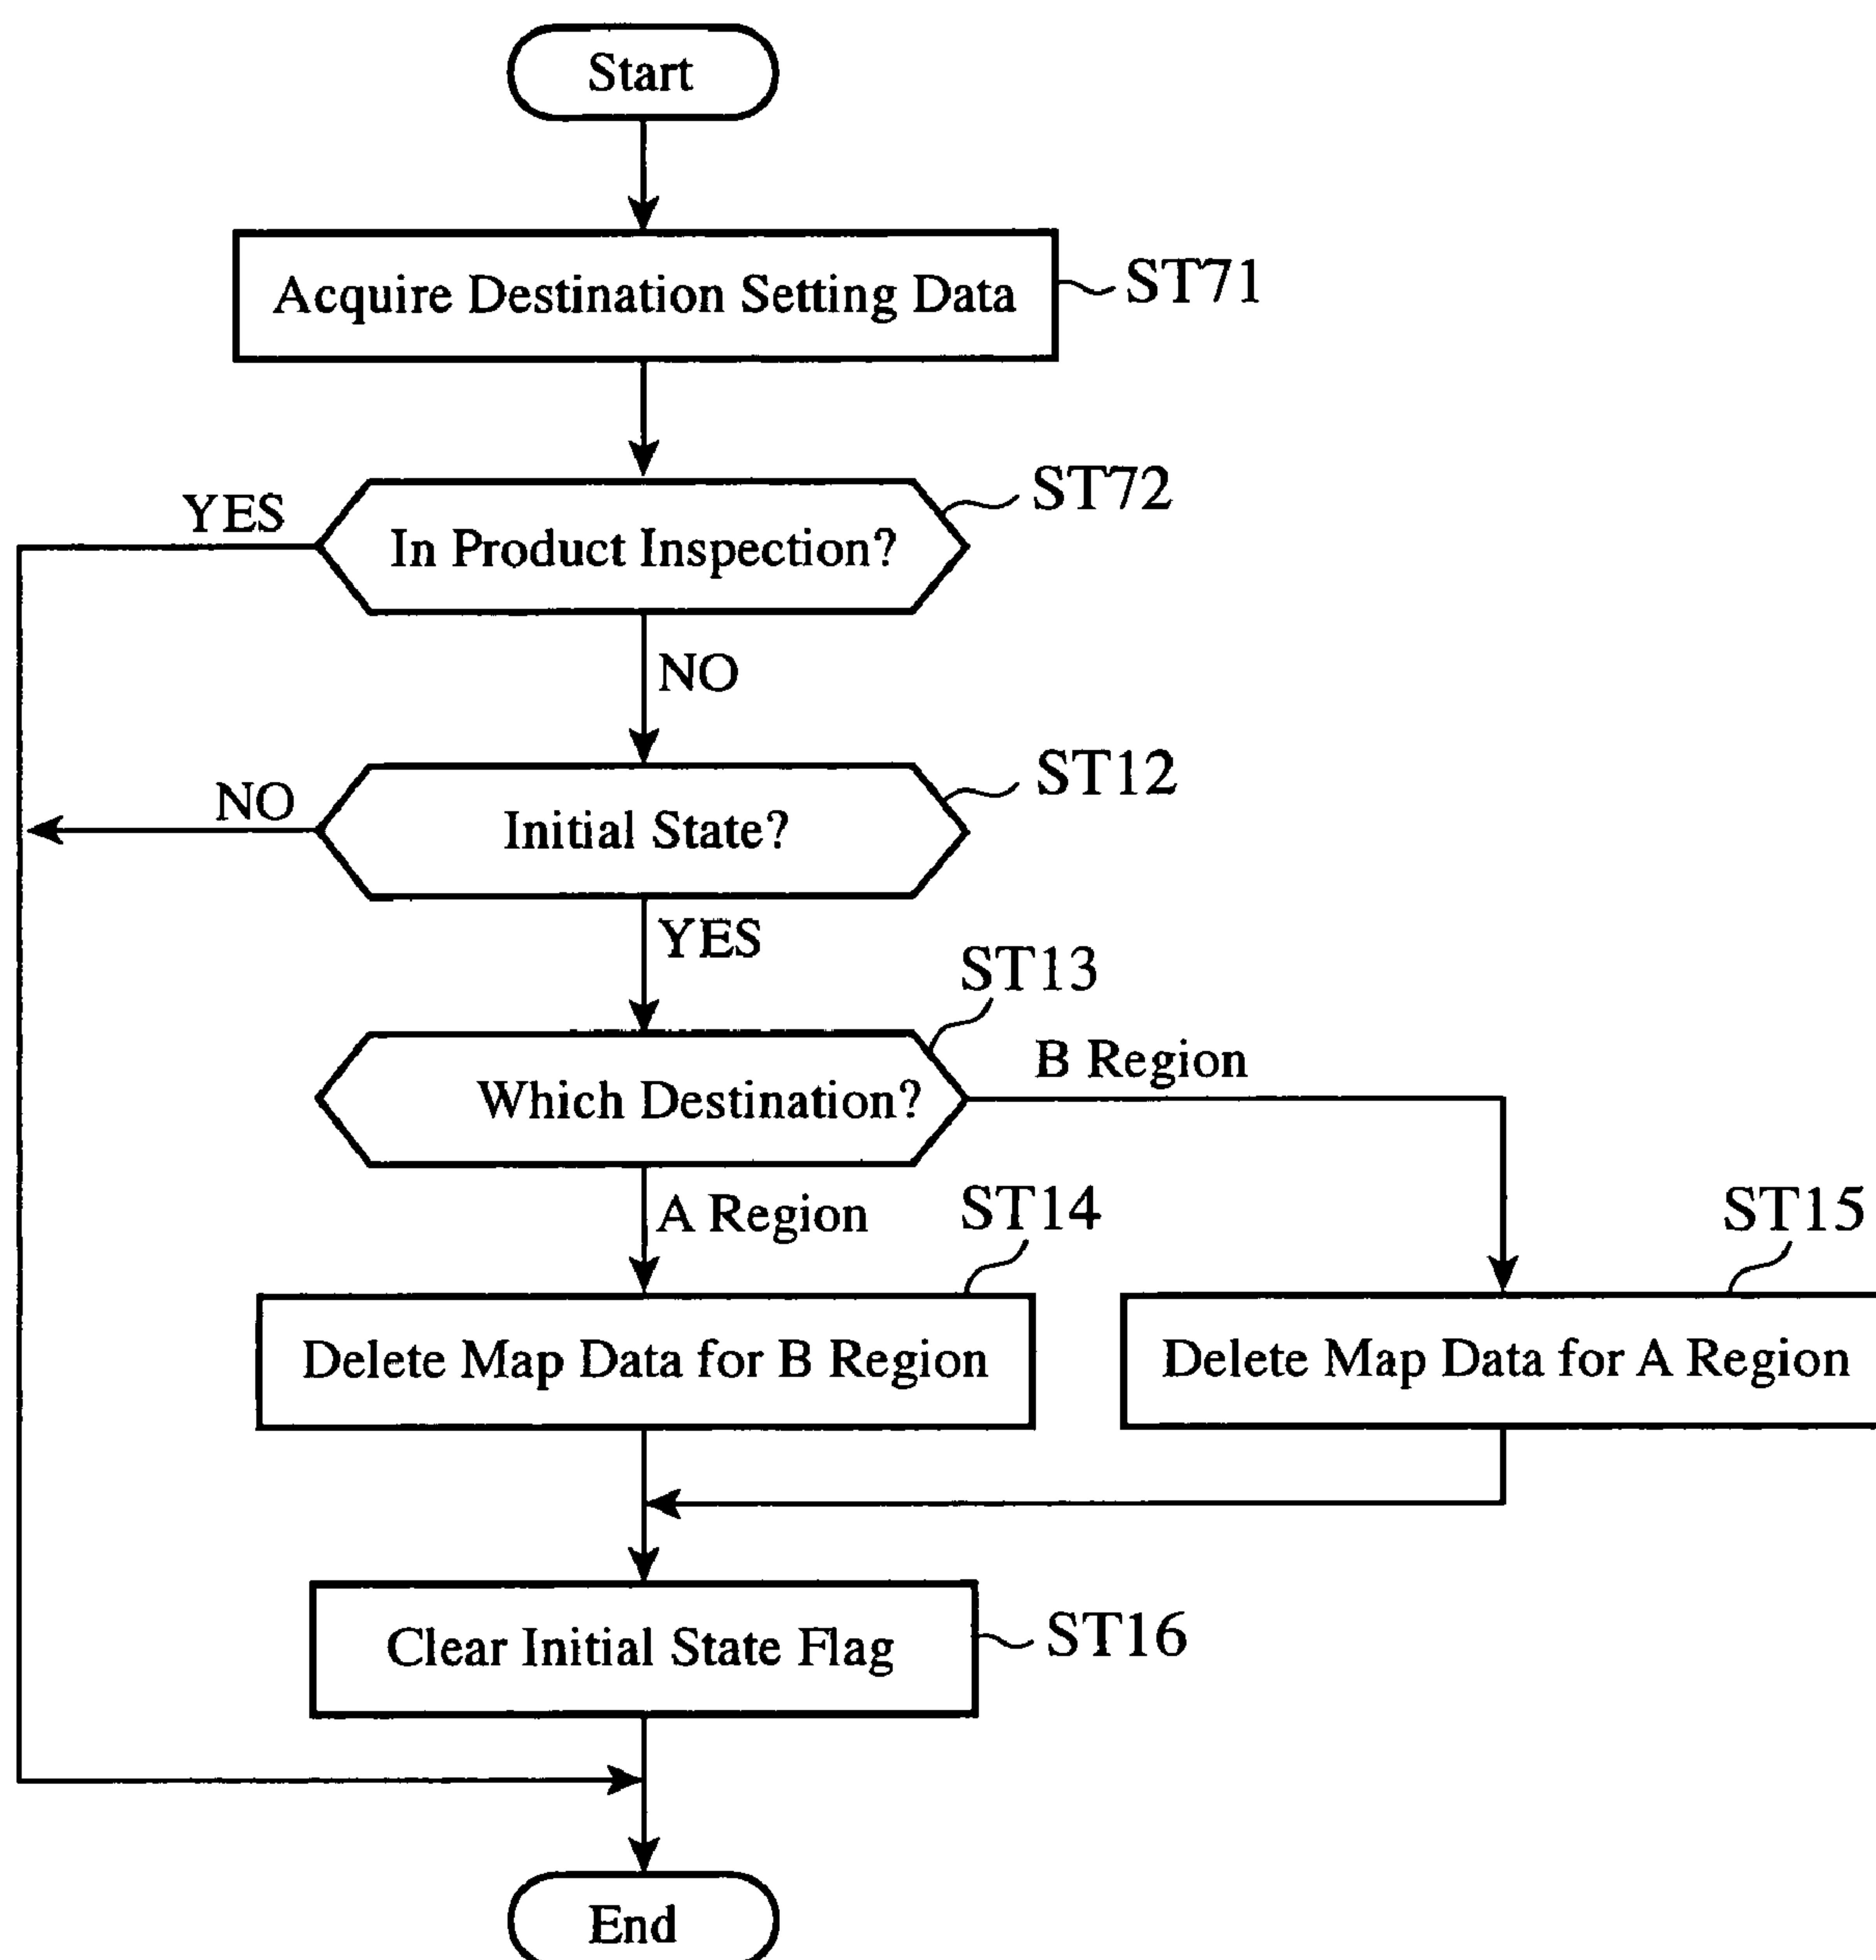 Start
Acquire Destination Setting Data
ST71
YES
In Product Inspection?
ST72
NO
NO
Initial State?
ST12
YES
ST13
Which Destination?
B Region
A Region
ST14
ST15
Delete Map Data for B Region
Delete Map Data for A Region
Clear Initial State Flag
ST16
End